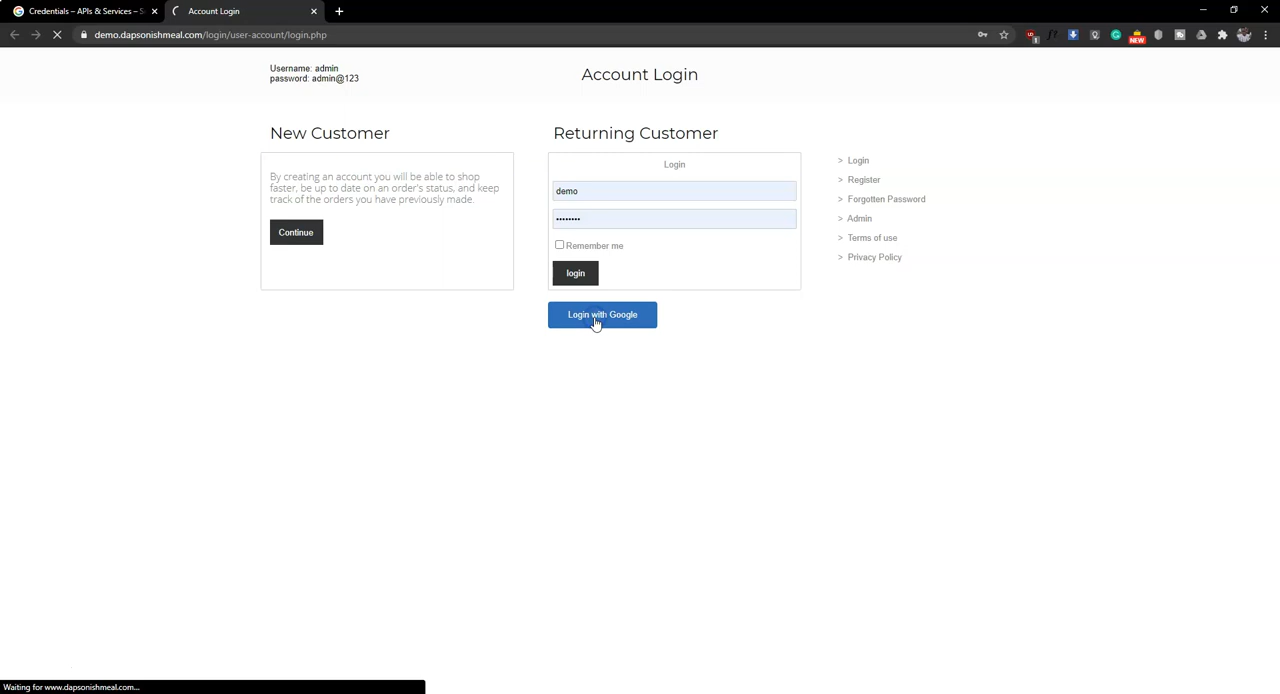 Credentials – APIs & Services – S
Account Login
demo.dapsonishmeal.com/login/user-account/login.php
NEW
Username: admin
password: admin@123
Account Login
New Customer
By creating an account you will be able to shop
faster, be up to date on an order's status, and keep
track of the orders you have previously made.
Continue
Returning Customer
Login
demo
••••••••
Remember me
login
Login with Google
> Login
> Register
> Forgotten Password
> Admin
> Terms of use
> Privacy Policy
Waiting for www.dapsonishmeal.com...